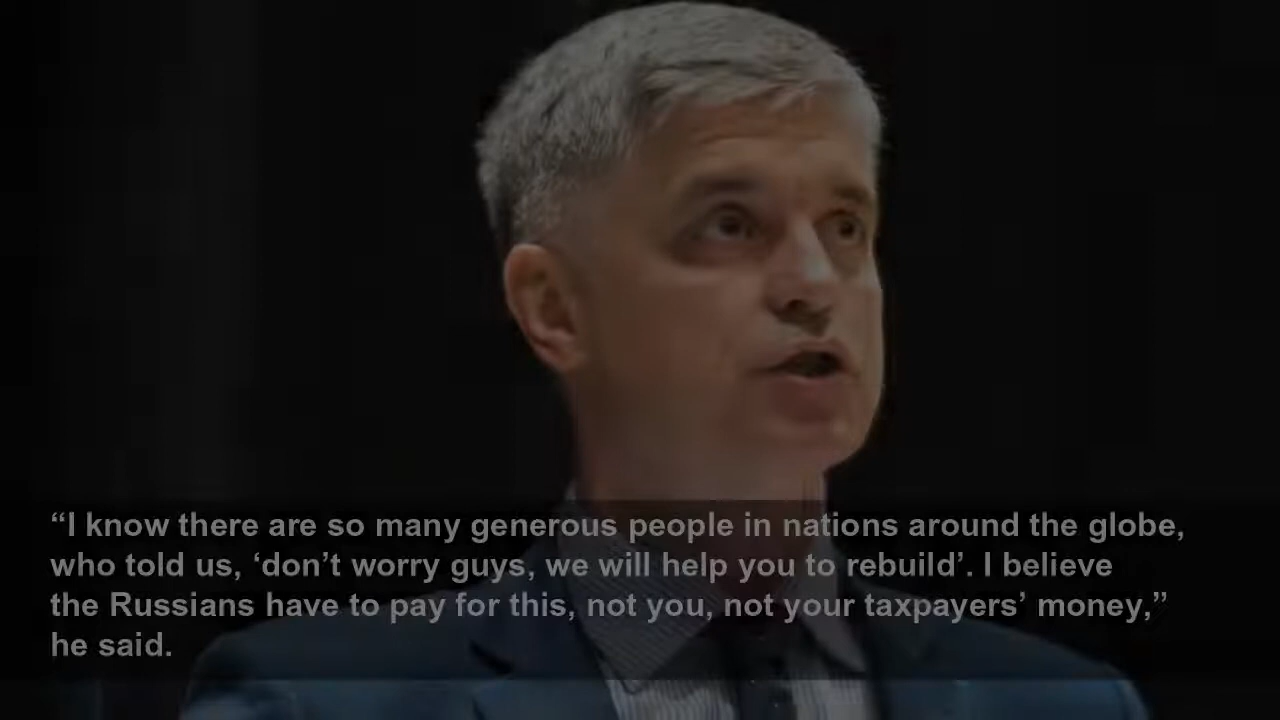 “I know there are so many generous people in nations around the globe,
who told us, ‘don’t worry guys, we will help you to rebuild’. I believe
the Russians have to pay for this, not you, not your taxpayers’ money,”
he said.